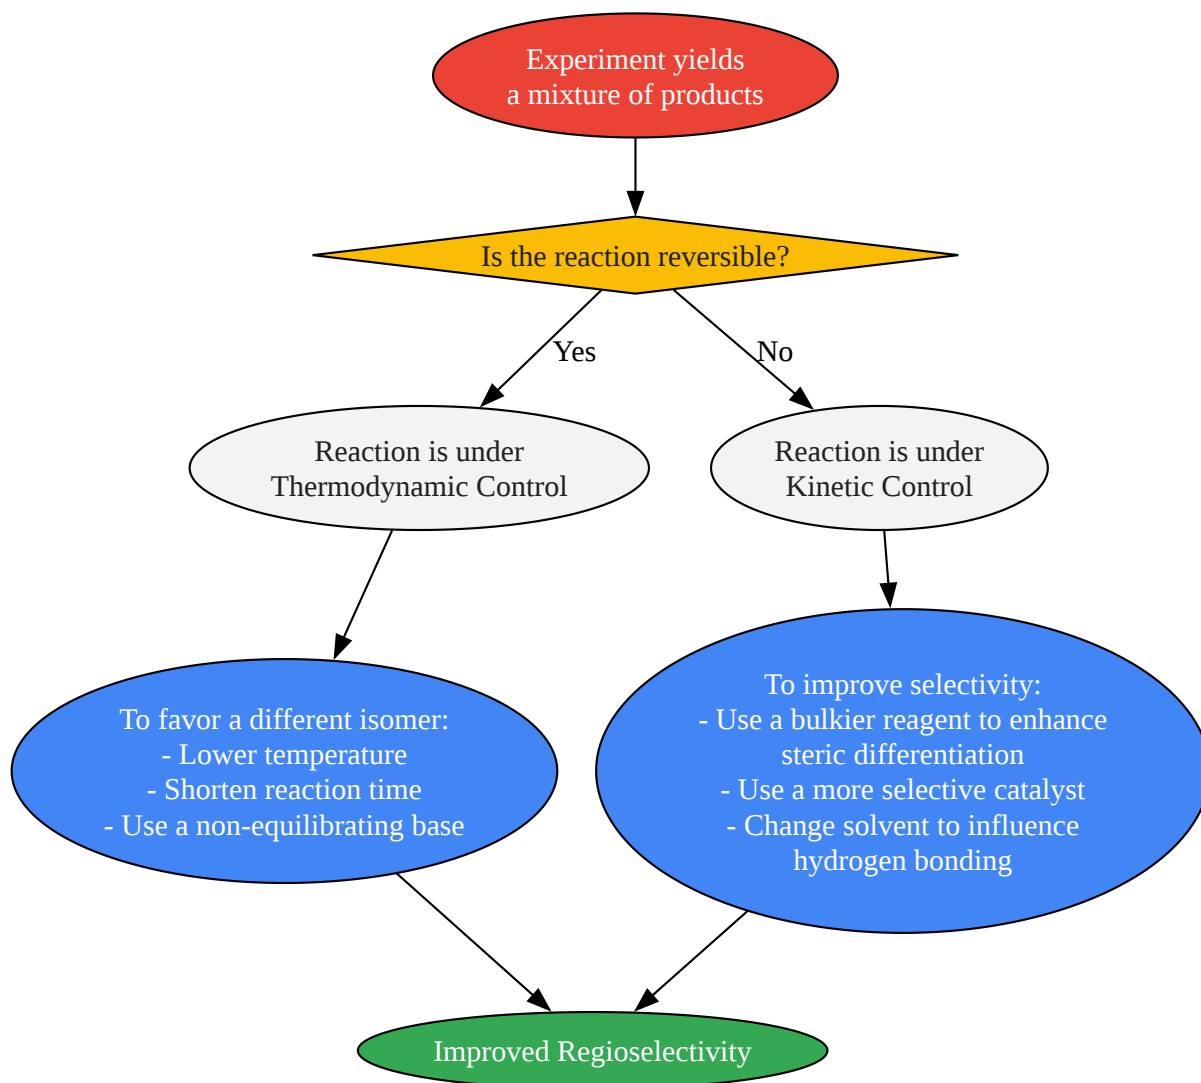 Experiment yields
a mixture of products
Is the reaction reversible?
Yes
No
Reaction is under
Thermodynamic Control
Reaction is under
Kinetic Control
To favor a different isomer:
- Lower temperature
- Shorten reaction time
- Use a non-equilibrating base
To improve selectivity:
- Use a bulkier reagent to enhance
steric differentiation
- Use a more selective catalyst
- Change solvent to influence
hydrogen bonding
Improved Regioselectivity